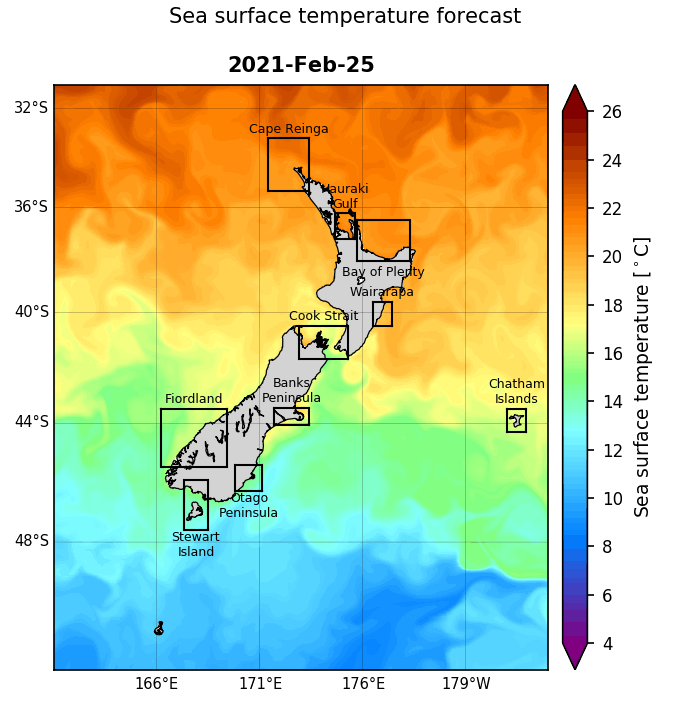 Sea surface temperature forecast
2021-Feb-25
32°S
36°S
40°S
44°S
48°S
166°E
171°E
176°E
179°W
Cape Reinga
Hauraki
Gulf
Bay of Plenty
Wairarapa
Cook Strait
Banks
Peninsula
Fiordland
Chatham
Islands
Otago
Peninsula
Stewart
Island
26
24
22
20
18
16
14
12
10
8
6
4
Sea surface temperature [°C]